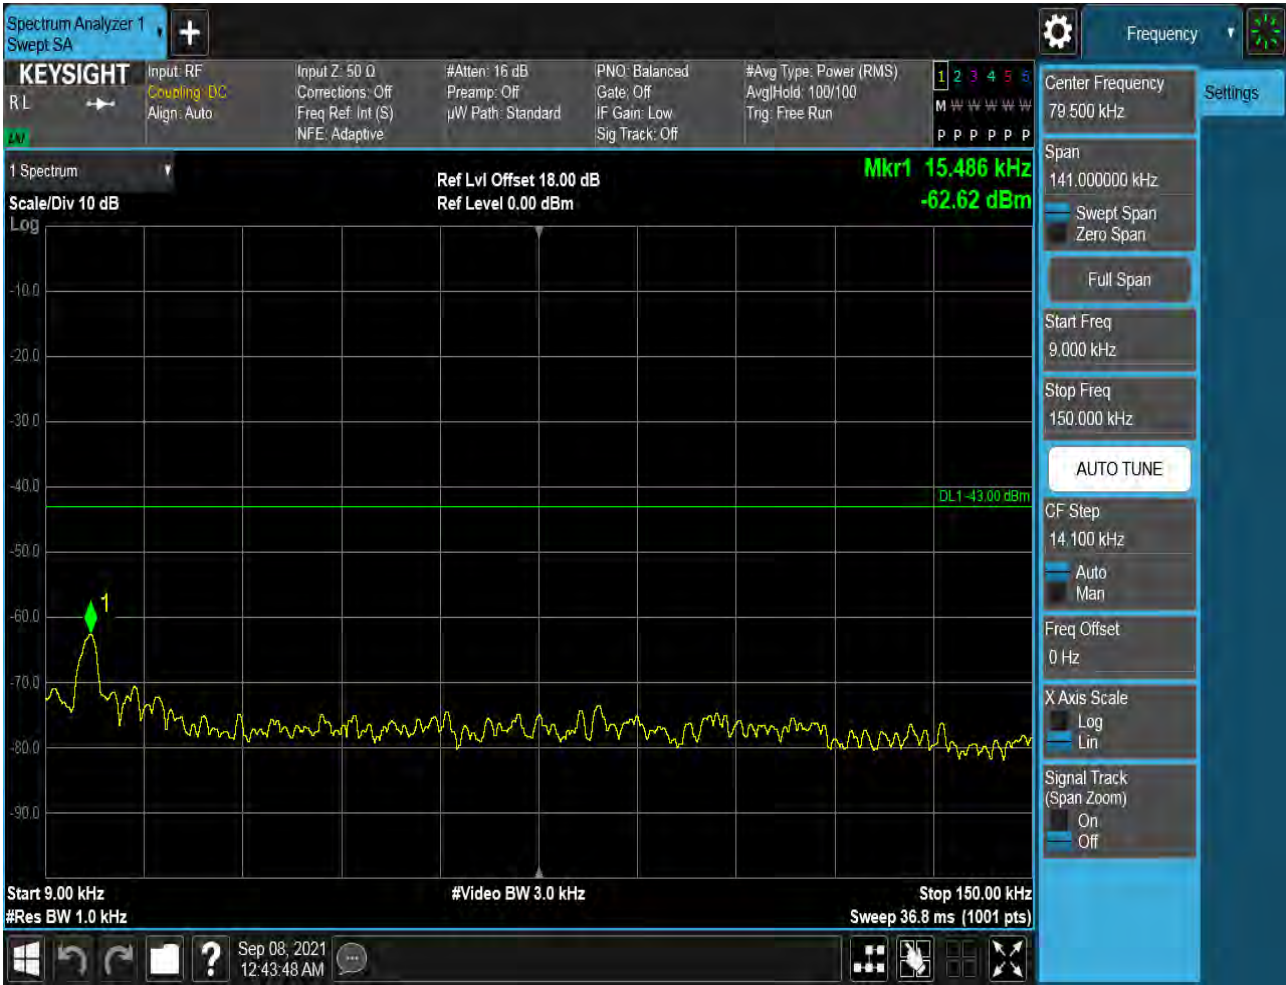 Spectrum Analyzer 1
Swept SA
Frequency
KEYSIGHT
R L
Input: RF
Coupling: DC
Align: Auto
Input Z: 50 Ω
Corrections: Off
Freq Ref: Int (S)
NFE: Adaptive
#Atten: 16 dB
Preamp: Off
µW Path: Standard
PNO: Balanced
Gate: Off
IF Gain: Low
Sig Track: Off
#Avg Type: Power (RMS)
Avg|Hold: 100/100
Trig: Free Run
1 2 3 4 5 6
M W W W W W
P P P P P P
1 Spectrum
Scale/Div 10 dB
Log
Ref Lvl Offset 18.00 dB
Ref Level 0.00 dBm
Mkr1 15.486 kHz
-62.62 dBm
-10.0
-20.0
-30.0
-40.0
DL1 -43.00 dBm
-50.0
1
-60.0
-70.0
-80.0
-90.0
Start 9.00 kHz
#Res BW 1.0 kHz
#Video BW 3.0 kHz
Stop 150.00 kHz
Sweep 36.8 ms (1001 pts)
Sep 08, 2021
12:43:48 AM
Center Frequency
79.500 kHz
Settings
Span
141.000000 kHz
Swept Span
Zero Span
Full Span
Start Freq
9.000 kHz
Stop Freq
150.000 kHz
AUTO TUNE
CF Step
14.100 kHz
Auto
Man
Freq Offset
0 Hz
X Axis Scale
Log
Lin
Signal Track
(Span Zoom)
On
Off